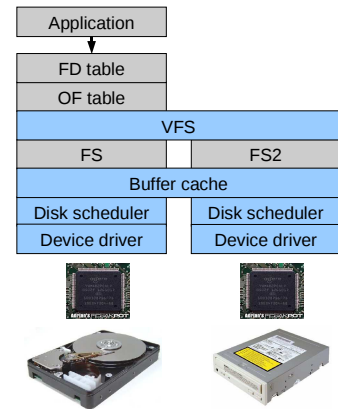 Application
FD table
OF table
VFS
FS FS2
Buffer cache
Disk scheduler Disk scheduler
Device driver Device driver